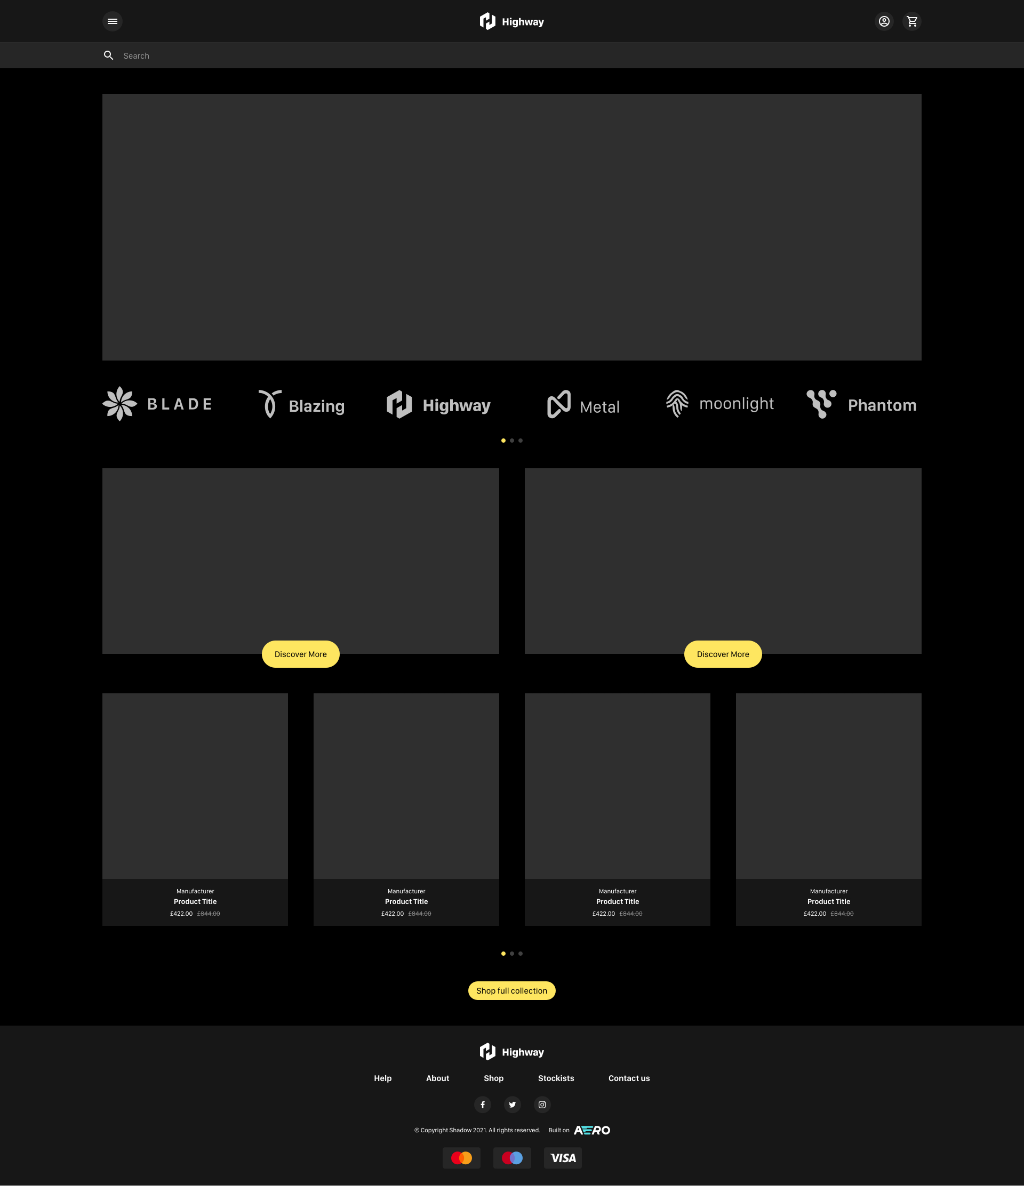 Highway
Search
BLADE Blazing Highway Metal moonlight Phantom
Discover More Discover More
Manufacturer Manufacturer Manufacturer Manufacturer
Product Title Product Title Product Title Product Title
£422.00 £844.00 £422.00 £844.00 £422.00 £844.00 £422.00 £844.00
Shop full collection
Highway
Help About Shop Stockists Contact us
© Copyright Shadow 2021. All rights reserved. Built on AERO
VISA